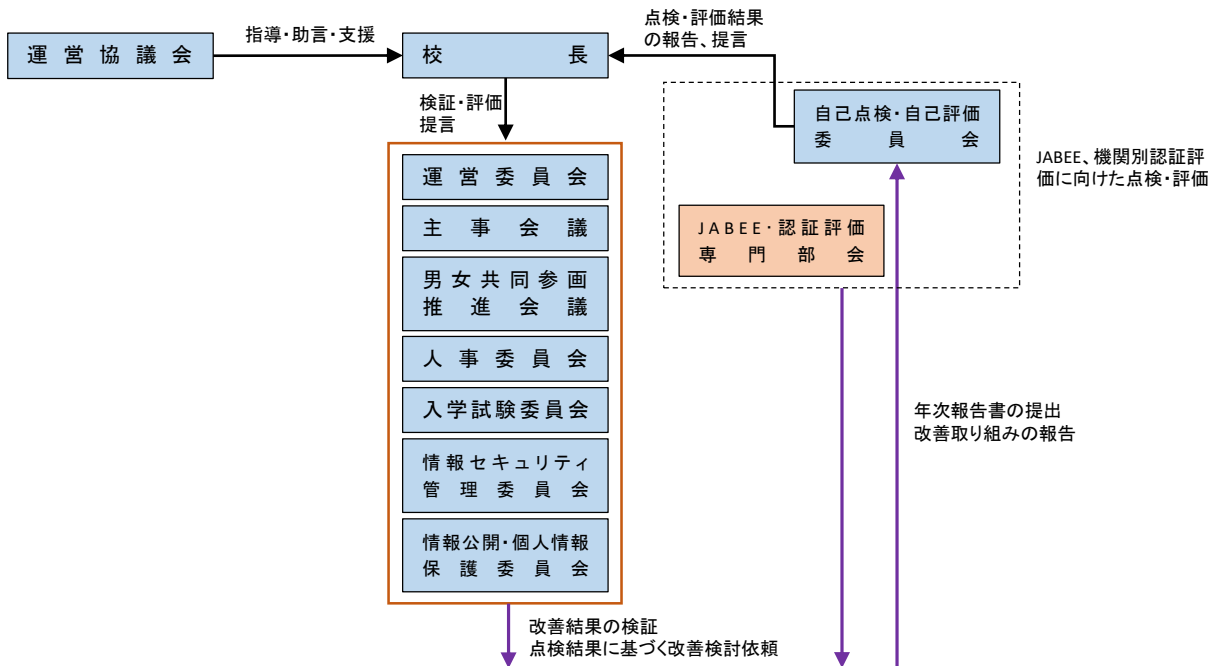 運営協議会
指導・助言・支援
校長
点検・評価結果
の報告、提言
検証・評価
提言
自己点検・自己評価
委員会
JABEE、機関別認証評
価に向けた点検・評価
JABEE・認証評価
専門部会
運営委員会
主事会議
男女共同参画
推進会議
人事委員会
入学試験委員会
情報セキュリティ
管理委員会
情報公開・個人情報
保護委員会
年次報告書の提出
改善取り組みの報告
改善結果の検証
点検結果に基づく改善検討依頼